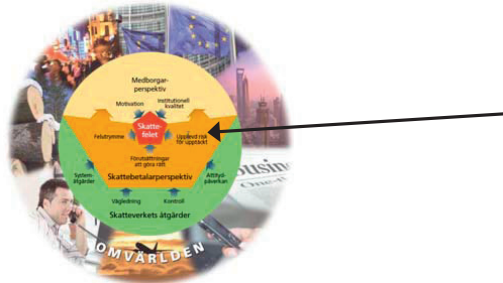 Medborgar-
perspektiv
Motivation
Institutionell
kvalitet
Skatte-
felet
Felutrymme
Upplevd risk
för upptäckt
Förutsättningar
att göra rätt
System-
åtgärder
Skattebetalarperspektiv
Attityd-
påverkan
Vägledning
Kontroll
Skatteverkets åtgärder
OMVÄRLDEN